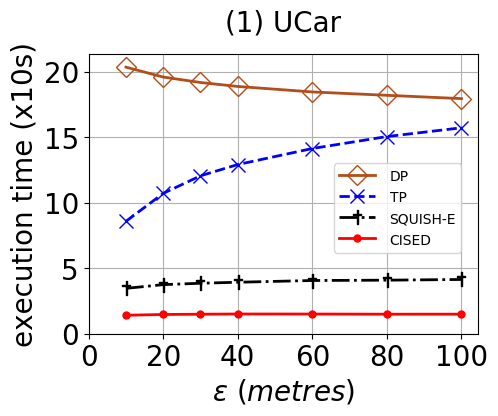 (1) UCar
execution time (x10s)
20
15
10
5
0
DP
TP
SQUISH-E
CISED
0 20 40 60 80 100
ε (metres)